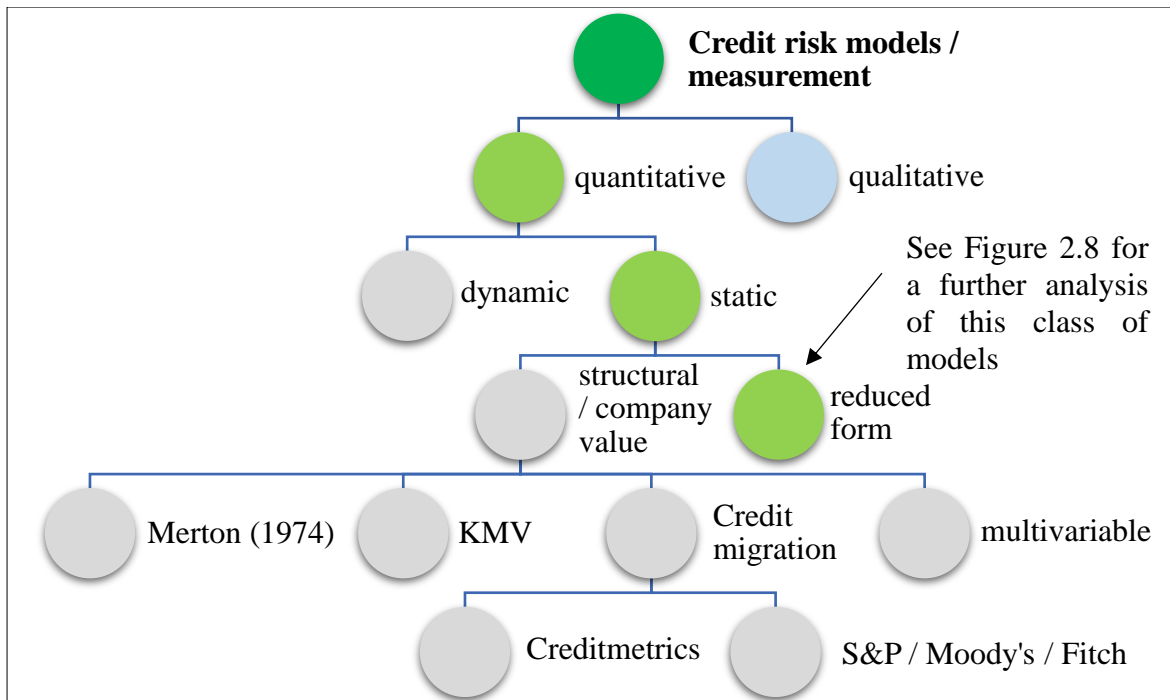 Credit risk models /
measurement
quantitative
qualitative
See Figure 2.8 for
a further analysis
of this class of
models
dynamic
static
structural
/ company
value
reduced
form
Merton (1974)
KMV
Credit
migration
multivariable
Creditmetrics
S&P / Moody's / Fitch